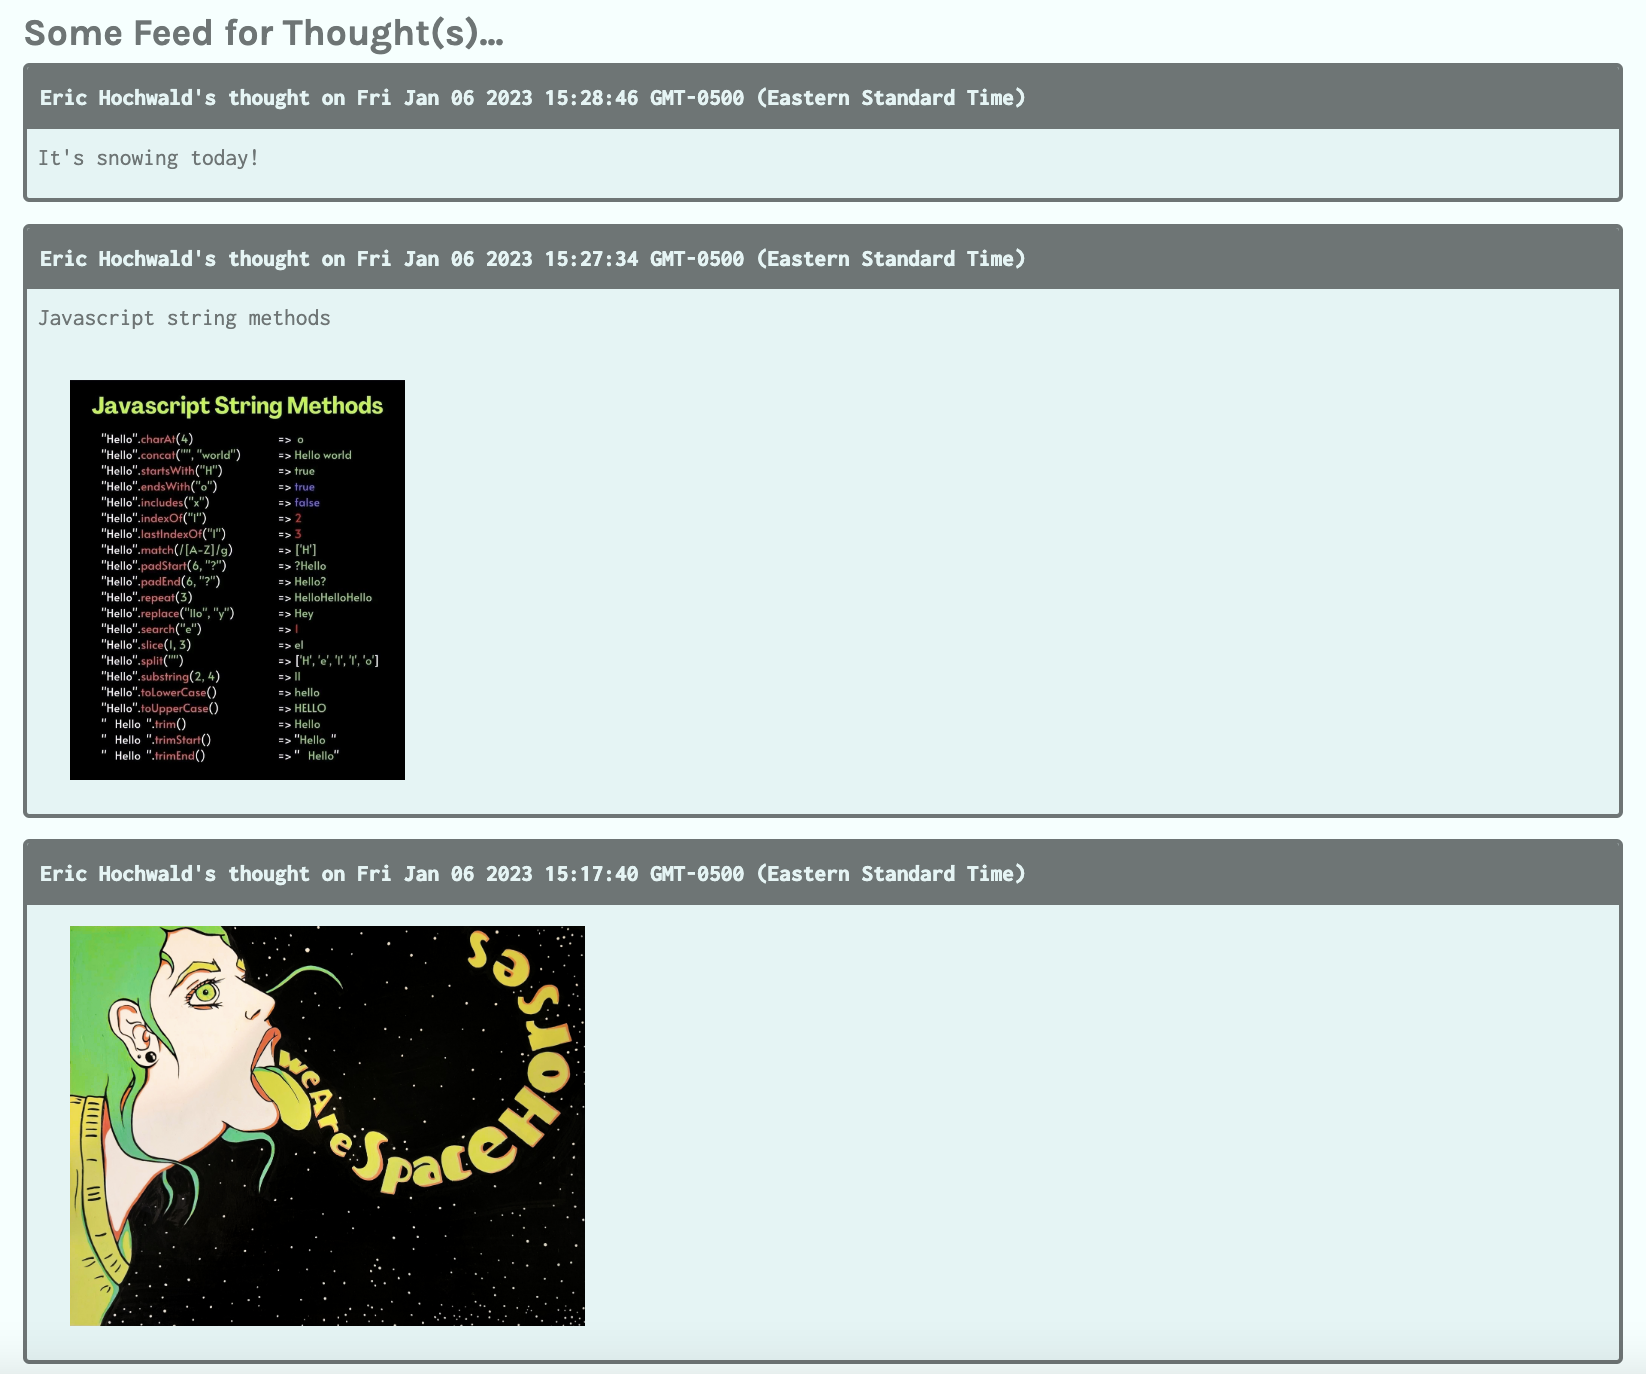 Some Feed for Thought(s)...
Eric Hochwald's thought on Fri Jan 06 2023 15:28:46 GMT-0500 (Eastern Standard Time)
It's snowing today!
Eric Hochwald's thought on Fri Jan 06 2023 15:27:34 GMT-0500 (Eastern Standard Time)
Javascript string methods
Javascript String Methods
"Hello".charAt(4) => o
"Hello".concat("", "world") => Hello world
"Hello".startsWith("H") => true
"Hello".endsWith("o") => true
"Hello".includes("x") => false
"Hello".indexOf("l") => 2
"Hello".lastIndexOf("l") => 3
"Hello".match(/[A-Z]/g) => ['H']
"Hello".padStart(6, "?") => ?Hello
"Hello".padEnd(6, "?") => Hello?
"Hello".repeat(3) => HelloHelloHello
"Hello".replace("llo", "y") => Hey
"Hello".search("e") => 1
"Hello".slice(1, 3) => el
"Hello".split("") => ['H', 'e', 'l', 'l', 'o']
"Hello".substring(2, 4) => ll
"Hello".toLowerCase() => hello
"Hello".toUpperCase() => HELLO
"  Hello ".trim() => Hello
"  Hello ".trimStart() => "Hello "
"  Hello ".trimEnd() => "  Hello"
Eric Hochwald's thought on Fri Jan 06 2023 15:17:40 GMT-0500 (Eastern Standard Time)
weAre SpaceHorses